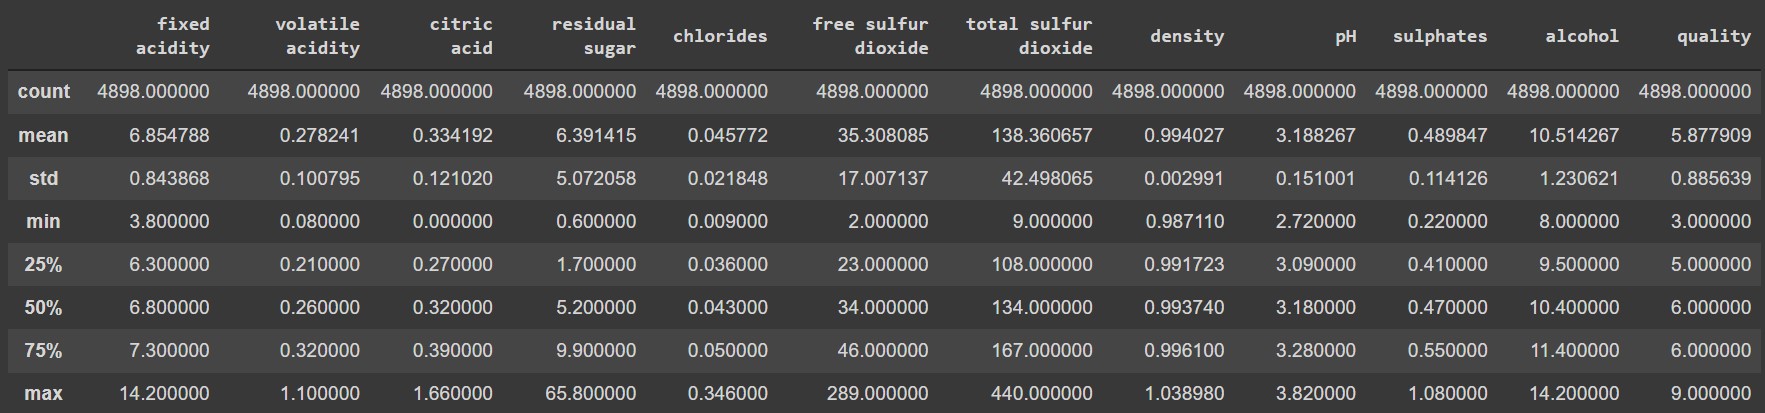 fixed acidity volatile acidity citric acid residual sugar chlorides free sulfur dioxide total sulfur dioxide density pH sulphates alcohol quality
count 4898.000000 4898.000000 4898.000000 4898.000000 4898.000000 4898.000000 4898.000000 4898.000000 4898.000000 4898.000000 4898.000000 4898.000000
mean 6.854788 0.278241 0.334192 6.391415 0.045772 35.308085 138.360657 0.994027 3.188267 0.489847 10.514267 5.877909
std 0.843868 0.100795 0.121020 5.072058 0.021848 17.007137 42.498065 0.002991 0.151001 0.114126 1.230621 0.885639
min 3.800000 0.080000 0.000000 0.600000 0.009000 2.000000 9.000000 0.987110 2.720000 0.220000 8.000000 3.000000
25% 6.300000 0.210000 0.270000 1.700000 0.036000 23.000000 108.000000 0.991723 3.090000 0.410000 9.500000 5.000000
50% 6.800000 0.260000 0.320000 5.200000 0.043000 34.000000 134.000000 0.993740 3.180000 0.470000 10.400000 6.000000
75% 7.300000 0.320000 0.390000 9.900000 0.050000 46.000000 167.000000 0.996100 3.280000 0.550000 11.400000 6.000000
max 14.200000 1.100000 1.660000 65.800000 0.346000 289.000000 440.000000 1.038980 3.820000 1.080000 14.200000 9.000000